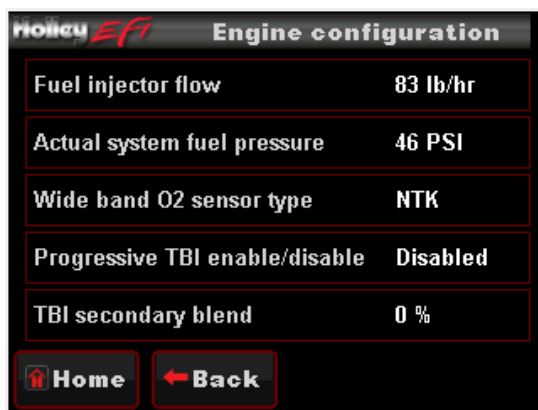 Holley EFI Engine configuration
Fuel injector flow 83 lb/hr
Actual system fuel pressure 46 PSI
Wide band O2 sensor type NTK
Progressive TBI enable/disable Disabled
TBI secondary blend 0 %
Home Back